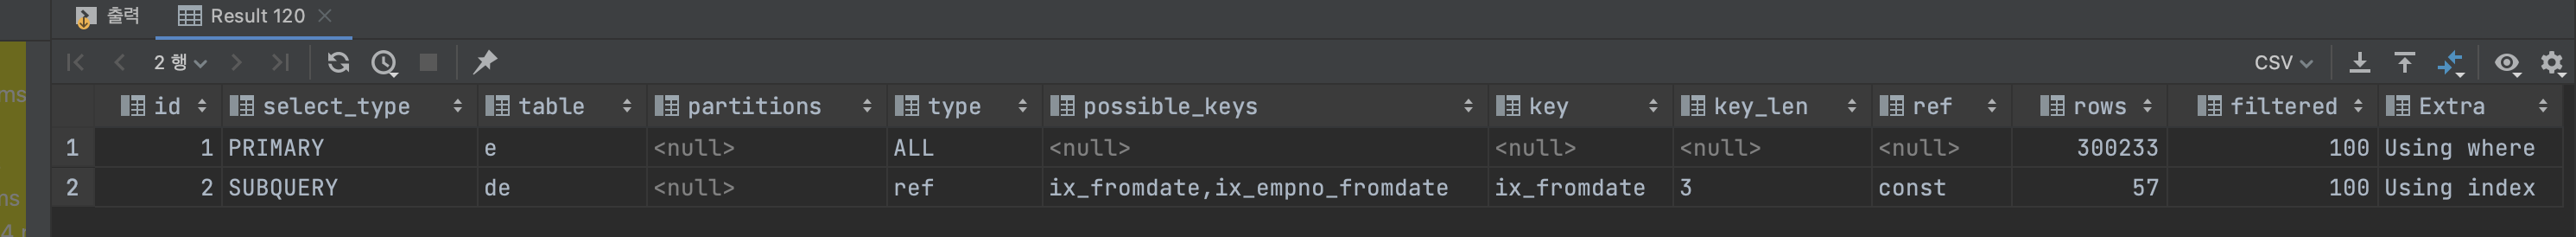 출력 Result 120
2 행 CSV
ms
id select_type table partitions type possible_keys key key_len ref rows filtered Extra
1 1 PRIMARY e <null> ALL <null> <null> <null> <null> 300233 100 Using where
2 2 SUBQUERY de <null> ref ix_fromdate,ix_empno_fromdate ix_fromdate 3 const 57 100 Using index
ns